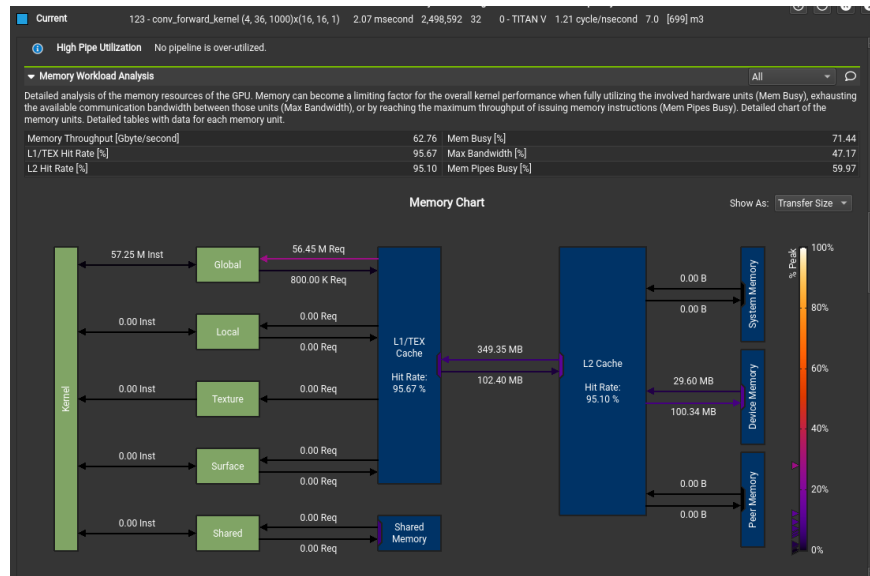 Current 123 - conv_forward_kernel (4, 36, 1000)x(16, 16, 1) 2.07 msecond 2,498,592 32 0 - TITAN V 1.21 cycle/nsecond 7.0 [699] m3
High Pipe Utilization No pipeline is over-utilized.
Memory Workload Analysis All
Detailed analysis of the memory resources of the GPU. Memory can become a limiting factor for the overall kernel performance when fully utilizing the involved hardware units (Mem Busy), exhausting
the available communication bandwidth between those units (Max Bandwidth), or by reaching the maximum throughput of issuing memory instructions (Mem Pipes Busy). Detailed chart of the
memory units. Detailed tables with data for each memory unit.
Memory Throughput [Gbyte/second] 62.76 Mem Busy [%] 71.44
L1/TEX Hit Rate [%] 95.67 Max Bandwidth [%] 47.17
L2 Hit Rate [%] 95.10 Mem Pipes Busy [%] 59.97
Memory Chart
Show As: Transfer Size
Kernel
57.25 M Inst
Global
56.45 M Req
800.00 K Req
0.00 Inst
Local
0.00 Req
0.00 Req
0.00 Inst
Texture
0.00 Req
0.00 Inst
Surface
0.00 Req
0.00 Req
0.00 Inst
Shared
0.00 Req
0.00 Req
L1/TEX
Cache
Hit Rate:
95.67 %
Shared
Memory
349.35 MB
102.40 MB
L2 Cache
Hit Rate:
95.10 %
0.00 B
0.00 B
System Memory
29.60 MB
100.34 MB
Device Memory
0.00 B
0.00 B
Peer Memory
% Peak
100%
80%
60%
40%
20%
0%